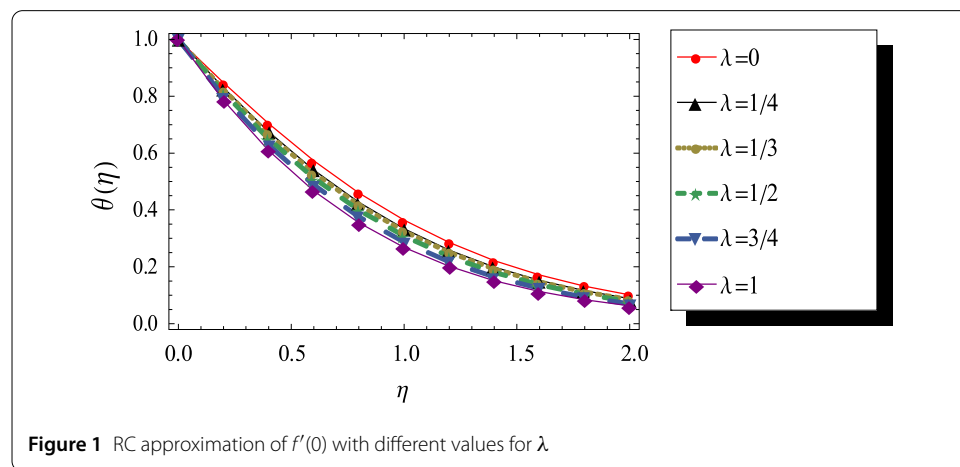 1.0
0.8
0.6
0.4
0.2
0.0
θ(η)
0.0 0.5 1.0 1.5 2.0
η
λ=0
λ=1/4
λ=1/3
λ=1/2
λ=3/4
λ=1
Figure 1 RC approximation of f′(0) with different values for λ